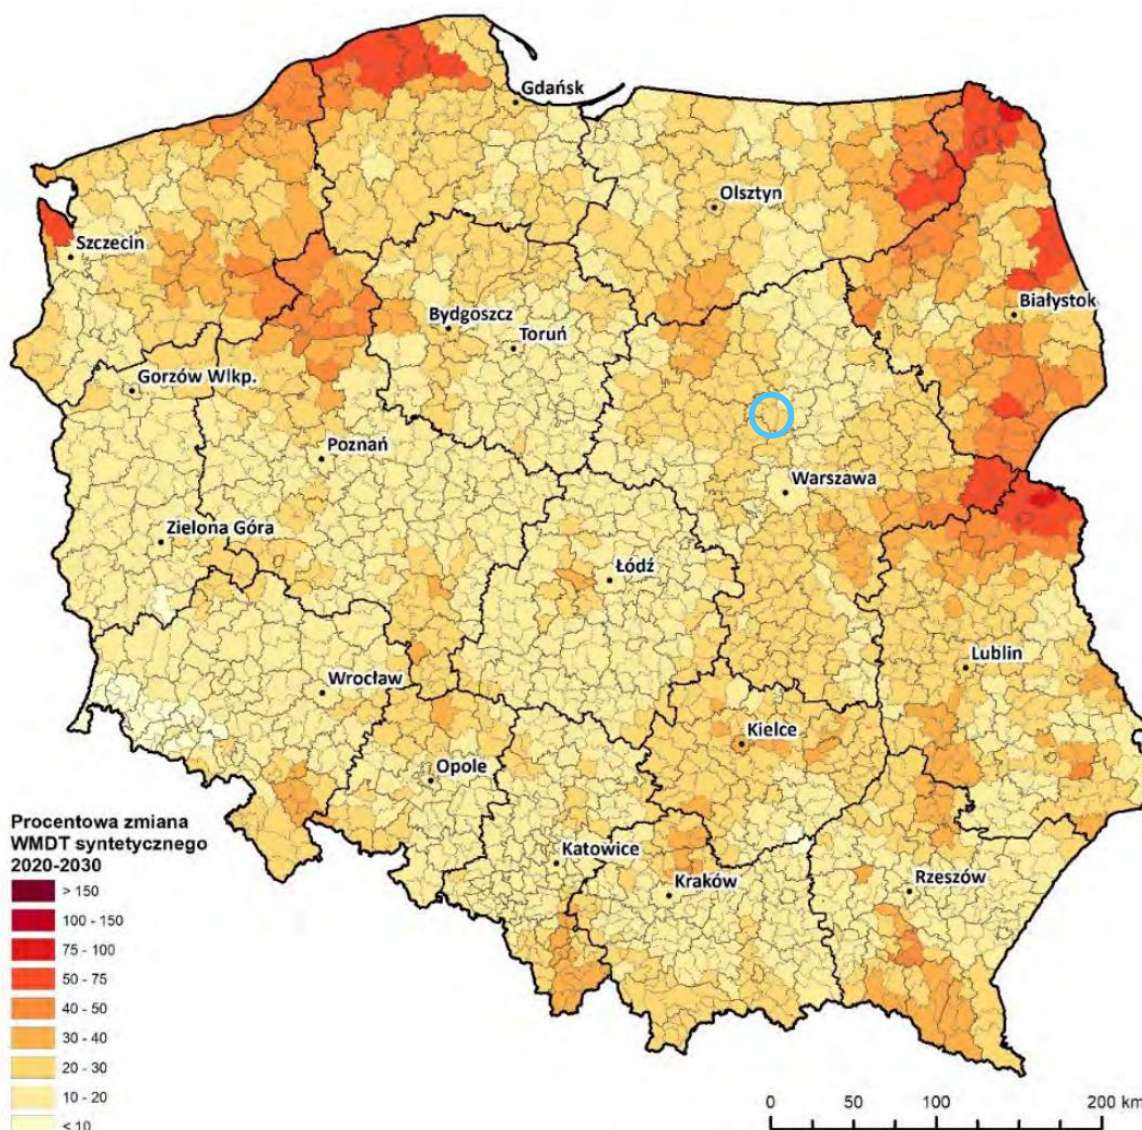 Gdańsk
Olsztyn
Szczecin
Białystok
Bydgoszcz
Toruń
Gorzów Wlkp.
Poznań
Warszawa
Zielona Góra
Łódź
Wrocław
Lublin
Kielce
Opole
Katowice
Kraków
Rzeszów
Procentowa zmiana
WMDT syntetycznego
2020-2030
> 150
100 - 150
75 - 100
50 - 75
40 - 50
30 - 40
20 - 30
10 - 20
< 10
0 50 100 200 km